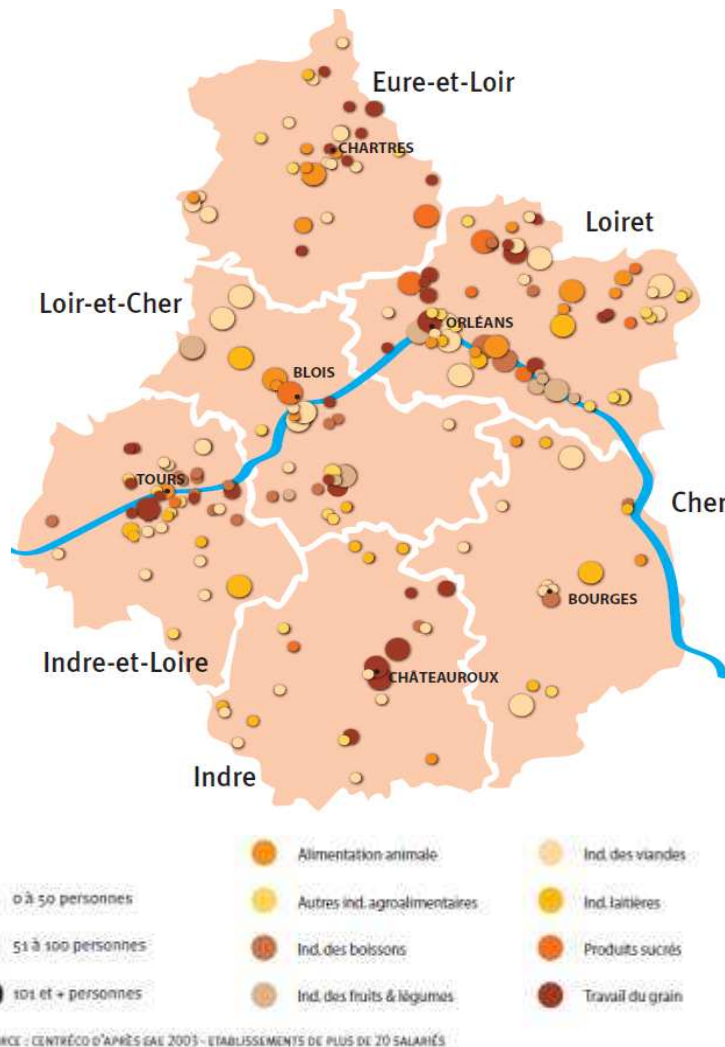 Eure-et-Loir
CHARTRES
Loiret
Loir-et-Cher
ORLÉANS
BLOIS
TOURS
Cher
BOURGES
Indre-et-Loire
CHÂTEAUROUX
Indre
0 à 50 personnes
51 à 100 personnes
101 et + personnes
Alimentation animale
Autres ind. agroalimentaires
Ind. des boissons
Ind. des fruits & légumes
Ind. des viandes
Ind. laitières
Produits sucrés
Travail du grain
RCE : CENTRÉCO D'APRÈS EAE 2003 - ETABLISSEMENTS DE PLUS DE 20 SALARIÉS